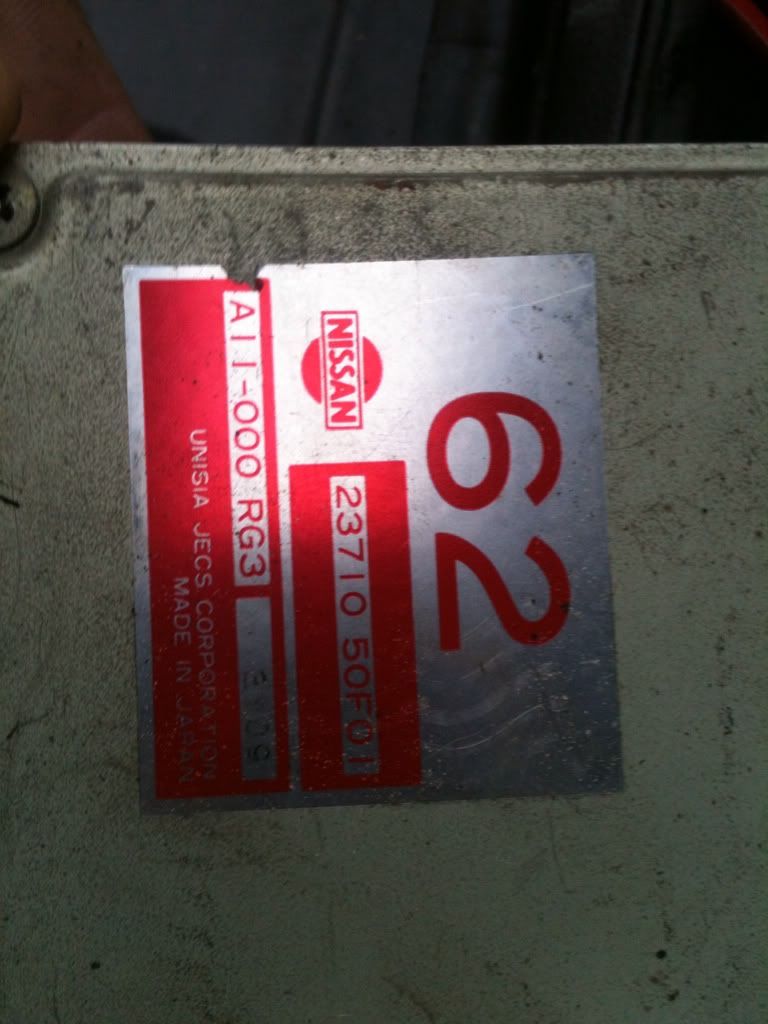 62
NISSAN
23710 50F01
A11-000 RG3
UNISIA JECS CORPORATION
MADE IN JAPAN